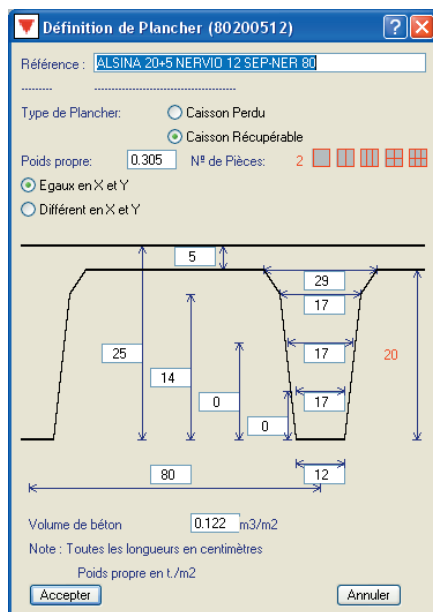 Définition de Plancher (80200512)
Référence : ALSINA 20+5 NERVIO 12 SEP-NER 80
--------- -----------------------------------------
Type de Plancher: Caisson Perdu
Caisson Récupérable
Poids propre: 0.305 Nº de Pièces: 2
Egaux en X et Y
Différent en X et Y
5
29
17
25
14
0
17
20
0
17
80
12
Volume de béton 0.122 m3/m2
Note : Toutes les longueurs en centimètres
Poids propre en t./m2
Accepter Annuler